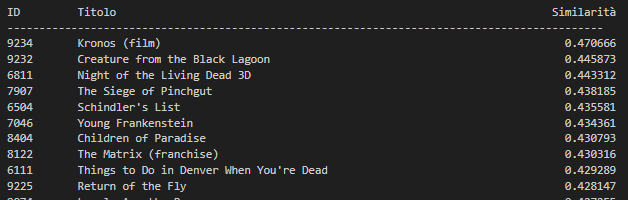 ID Titolo Similarità
------------------------------------------------------------------------------------------
9234 Kronos (film) 0.470666
9232 Creature from the Black Lagoon 0.445873
6811 Night of the Living Dead 3D 0.443312
7907 The Siege of Pinchgut 0.438185
6504 Schindler's List 0.435581
7046 Young Frankenstein 0.434361
8404 Children of Paradise 0.430793
8122 The Matrix (franchise) 0.430316
6111 Things to Do in Denver When You're Dead 0.429289
9225 Return of the Fly 0.428147